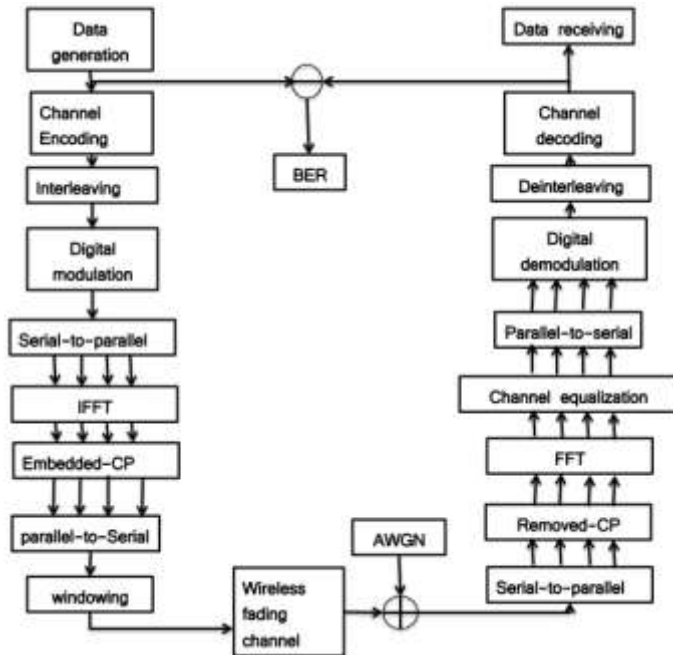 Data
generation
Channel
Encoding
Interleaving
Digital
modulation
Serial-to-parallel
IFFT
Embedded-CP
parallel-to-Serial
windowing
Wireless
fading
channel
AWGN
BER
Data receiving
Channel
decoding
Deinterleaving
Digital
demodulation
Parallel-to-serial
Channel equalization
FFT
Removed-CP
Serial-to-parallel